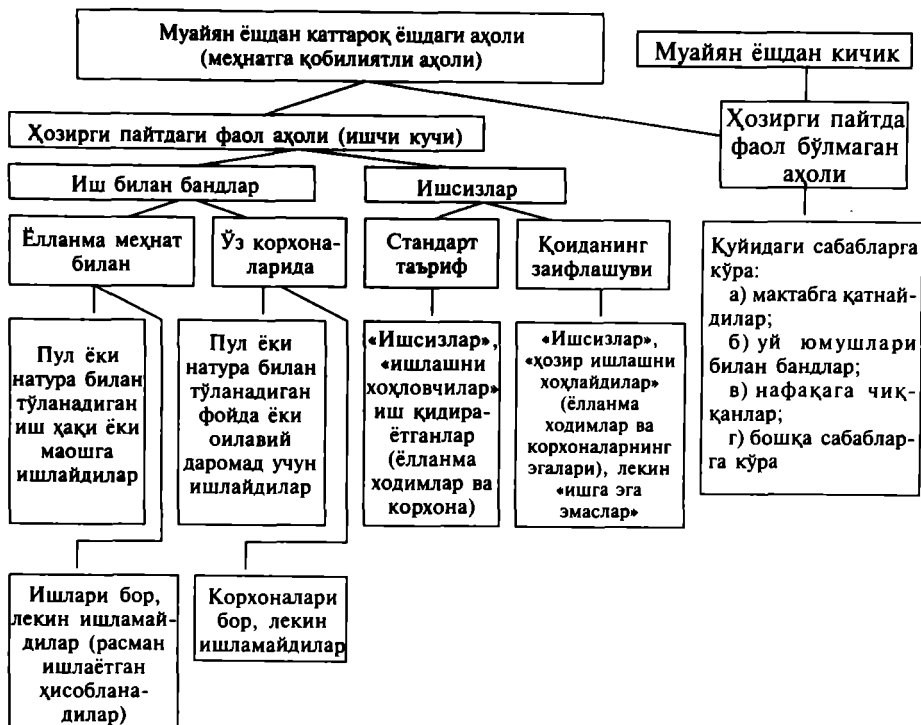 Муайян ёшдан каттароқ ёшдаги аҳоли
(меҳнатга қобилиятли аҳоли)
Муайян ёшдан кичик
Ҳозирги пайтдаги фаол аҳоли (ишчи кучи)
Ҳозирги пайтда
фаол бўлмаган
аҳоли
Иш билан бандлар
Ишсизлар
Ёлланма меҳнат
билан
Ўз корхона-
ларида
Стандарт
таъриф
Қоиданинг
заифлашуви
Қуйидаги сабабларга
кўра:
а) мактабга қатнай-
дилар;
б) уй юмушлари
билан бандлар;
в) нафақага чиқ-
қанлар;
г) бошқа сабаблар-
га кўра
Пул ёки
натура билан
тўланадиган
иш ҳақи ёки
маошга
ишлайдилар
Пул ёки
натура билан
тўланадиган
фойда ёки
оилавий
даромад учун
ишлайдилар
«Ишсизлар»,
«ишлашни
хоҳловчилар»
иш қидира-
ётганлар
(ёлланма
ходимлар ва
корхона)
«Ишсизлар»,
«ҳозир ишлашни
хоҳлайдилар»
(ёлланма
ходимлар ва
корхоналарнинг
эгалари), лекин
«ишга эга
эмаслар»
Ишлари бор,
лекин ишламай-
дилар (расман
ишлаётган
ҳисоблана-
дилар)
Корхоналари
бор, лекин
ишламайдилар